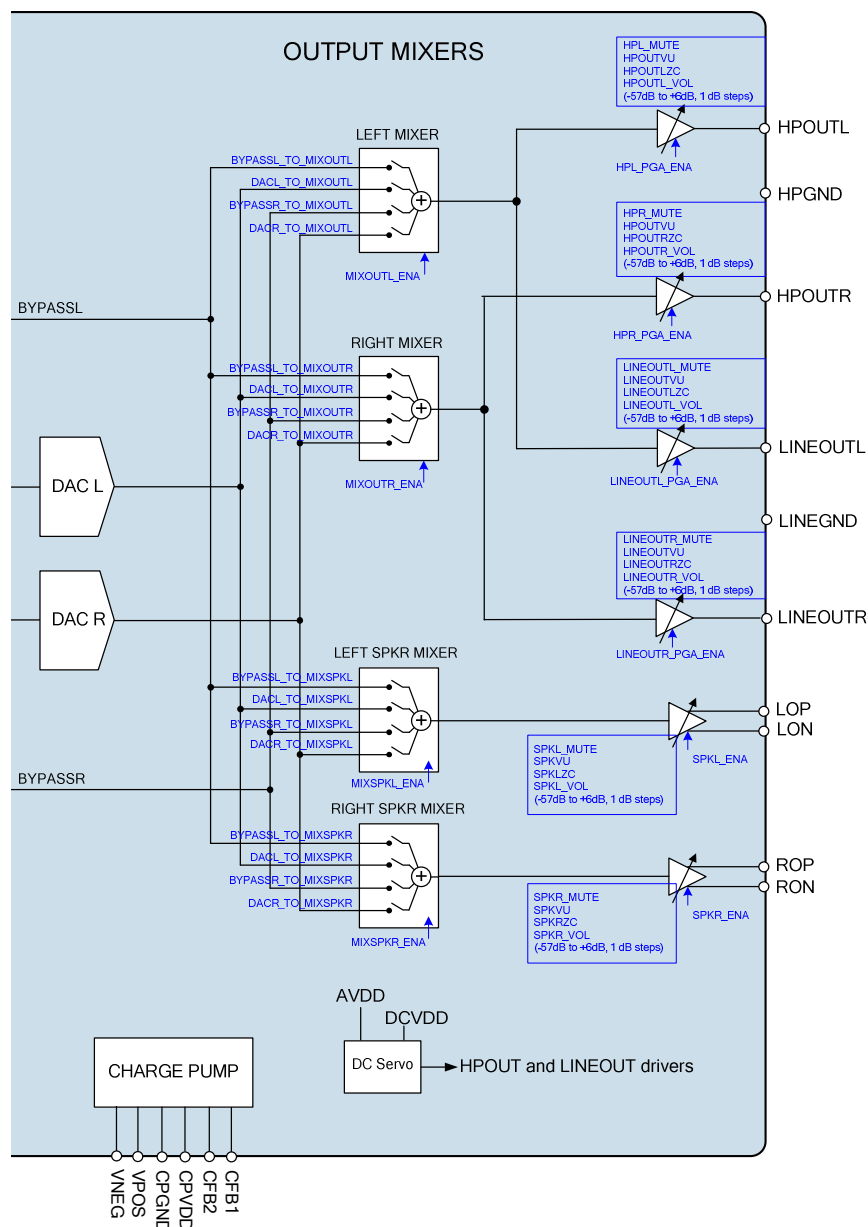 OUTPUT MIXERS
HPL_MUTE
HPOUTVU
HPOUTLZC
HPOUTL_VOL
(-57dB to +6dB, 1 dB steps)
HPOUTL
HPL_PGA_ENA
LEFT MIXER
BYPASSL_TO_MIXOUTL
DACL_TO_MIXOUTL
BYPASSR_TO_MIXOUTL
DACR_TO_MIXOUTL
MIXOUTL_ENA
HPGND
HPR_MUTE
HPOUTVU
HPOUTRZC
HPOUTR_VOL
(-57dB to +6dB, 1 dB steps)
HPOUTR
HPR_PGA_ENA
BYPASSL
RIGHT MIXER
BYPASSL_TO_MIXOUTR
DACL_TO_MIXOUTR
BYPASSR_TO_MIXOUTR
DACR_TO_MIXOUTR
MIXOUTR_ENA
LINEOUTL_MUTE
LINEOUTVU
LINEOUTLZC
LINEOUTL_VOL
(-57dB to +6dB, 1 dB steps)
LINEOUTL
LINEOUTL_PGA_ENA
DAC L
LINEGND
LINEOUTR_MUTE
LINEOUTVU
LINEOUTRZC
LINEOUTR_VOL
(-57dB to +6dB, 1 dB steps)
LINEOUTR
LINEOUTR_PGA_ENA
DAC R
LEFT SPKR MIXER
BYPASSL_TO_MIXSPKL
DACL_TO_MIXSPKL
BYPASSR_TO_MIXSPKL
DACR_TO_MIXSPKL
MIXSPKL_ENA
LOP
LON
SPKL_ENA
SPKL_MUTE
SPKVU
SPKLZC
SPKL_VOL
(-57dB to +6dB, 1 dB steps)
BYPASSR
RIGHT SPKR MIXER
BYPASSL_TO_MIXSPKR
DACL_TO_MIXSPKR
BYPASSR_TO_MIXSPKR
DACR_TO_MIXSPKR
MIXSPKR_ENA
ROP
RON
SPKR_ENA
SPKR_MUTE
SPKVU
SPKRZC
SPKR_VOL
(-57dB to +6dB, 1 dB steps)
AVDD
DCVDD
DC Servo
HPOUT and LINEOUT drivers
CHARGE PUMP
VNEG
VPOS
CPGND
CPVDD
CFB2
CFB1